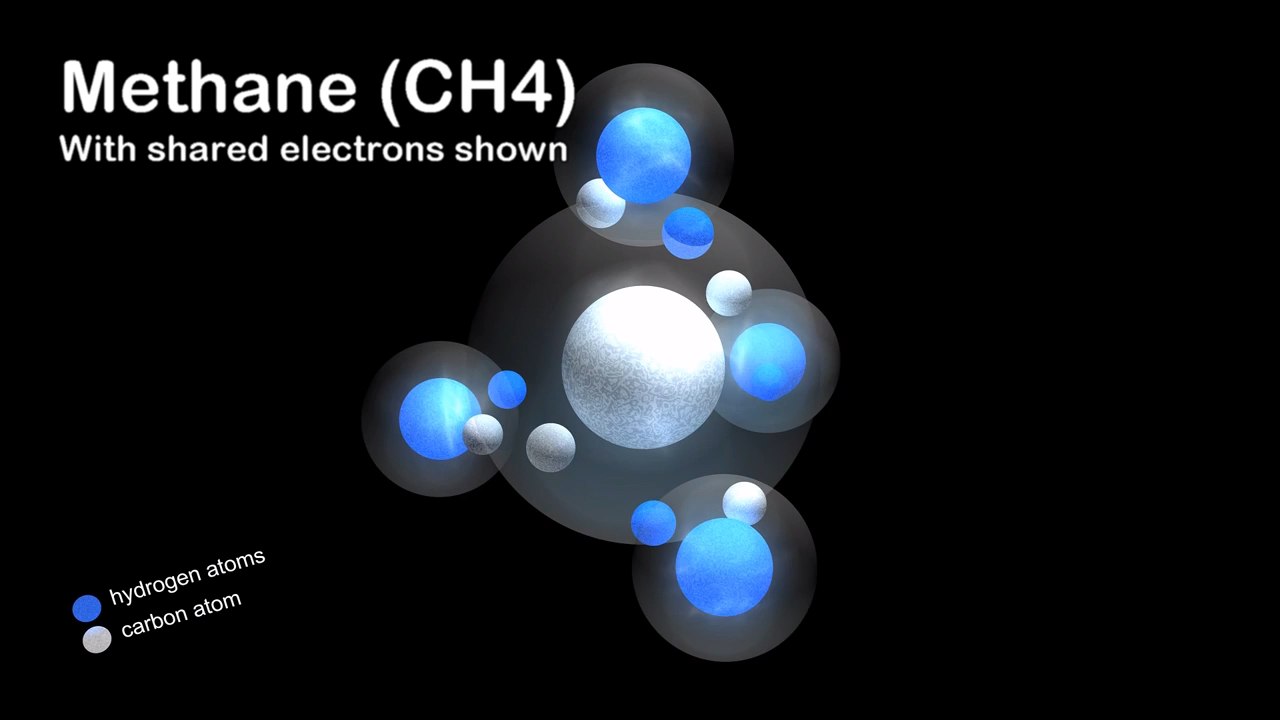 Methane (CH4)
With shared electrons shown
hydrogen atoms
carbon atom